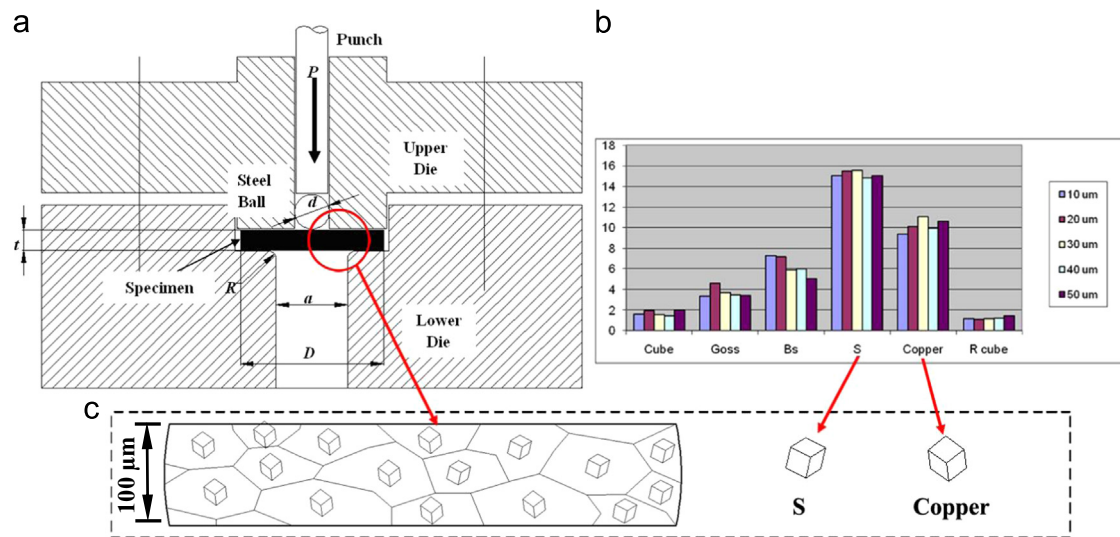 a
Punch
P
Upper
Die
Steel
Ball
d
t
Specimen
R
a
Lower
Die
D
b
18
16
14
12
10
8
6
4
2
0
Cube
Goss
Bs
S
Copper
R cube
10 um
20 um
30 um
40 um
50 um
c
100 μm
S
Copper